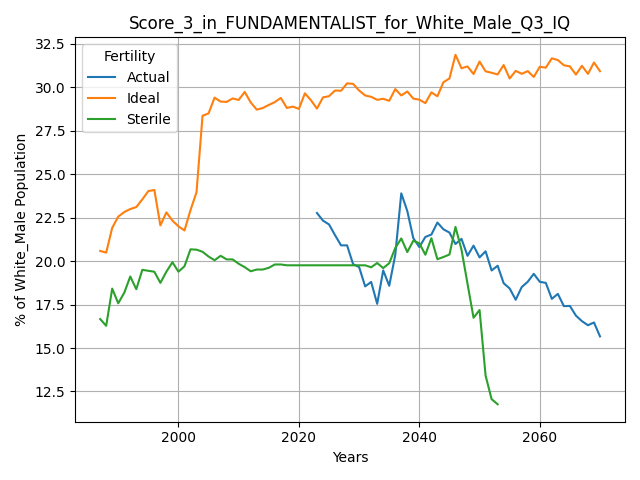 Score_3_in_FUNDAMENTALIST_for_White_Male_Q3_IQ
% of White_Male Population
32.5
30.0
27.5
25.0
22.5
20.0
17.5
15.0
12.5
Fertility
Actual
Ideal
Sterile
2000
2020
2040
2060
Years